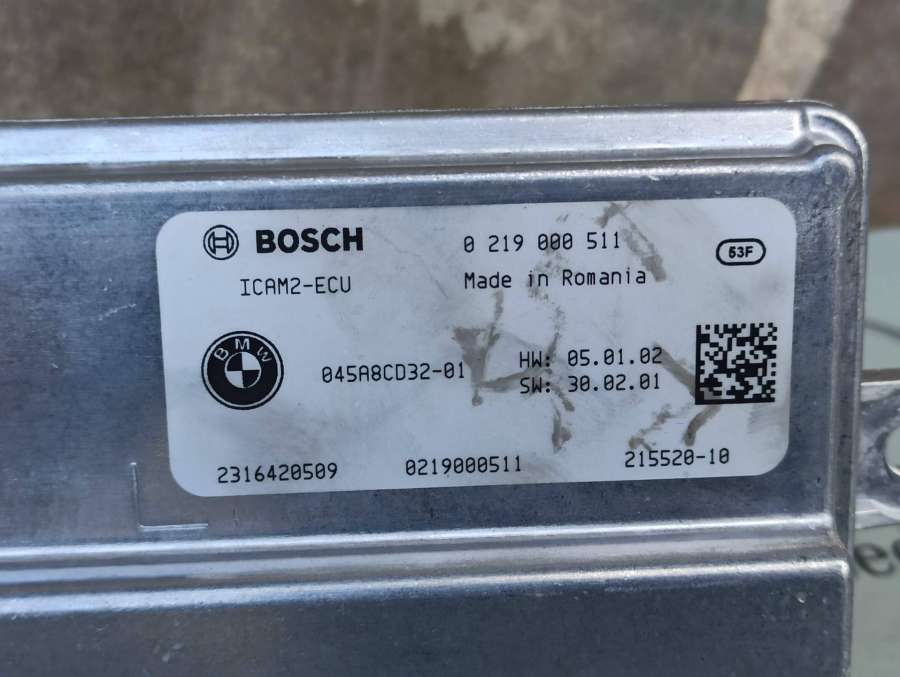 BOSCH 0 219 000 511 53F
ICAM2-ECU Made in Romania
BMW 045A8CD32-01 HW: 05.01.02
SW: 30.02.01
2316420509 0219000511 215520-10